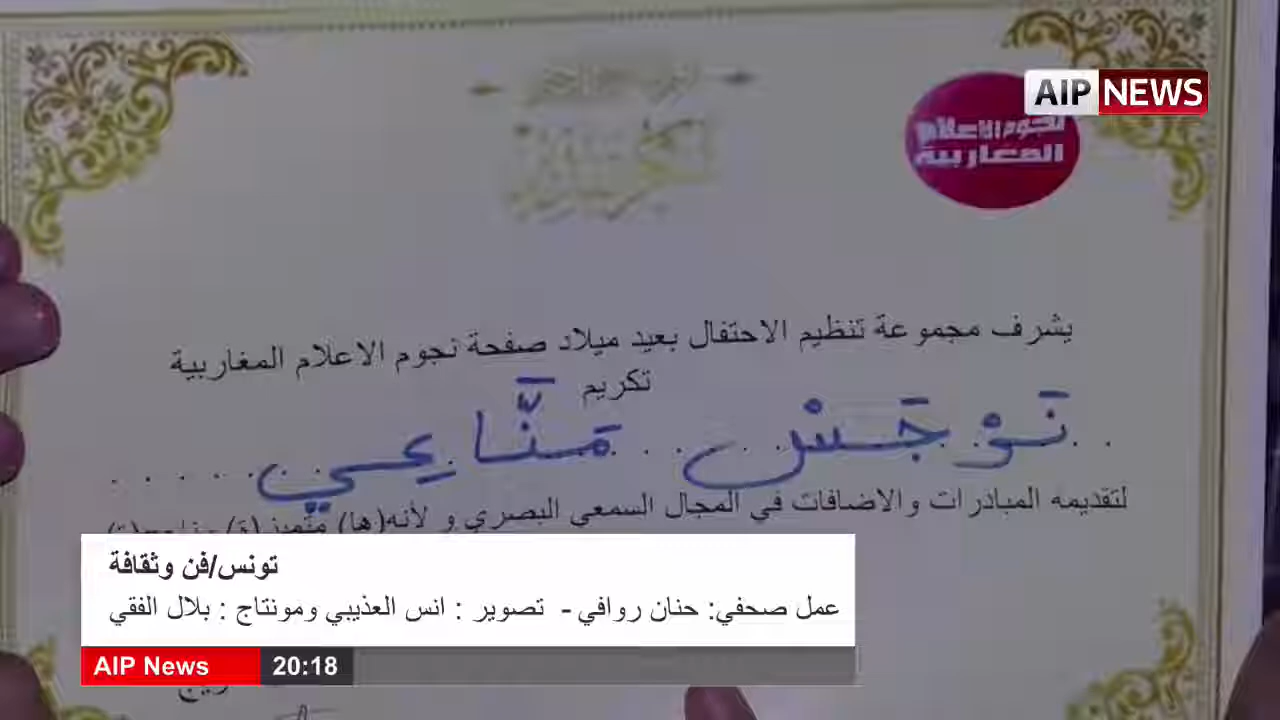 AIP NEWS
نجوم الاعلام
المغاربية
يشرف مجموعة تنظيم الاحتفال بعيد ميلاد صفحة نجوم الاعلام المغاربية
تكريم
نَوجَسْ مَنَّاعِي
لتقديمه المبادرات والاضافات في المجال السمعي البصري و لأنه(ها) متميز(ة)
تونس/فن وثقافة
عمل صحفي: حنان روافي - تصوير : انس العذيبي ومونتاج : بلال الفقي
AIP News 20:18